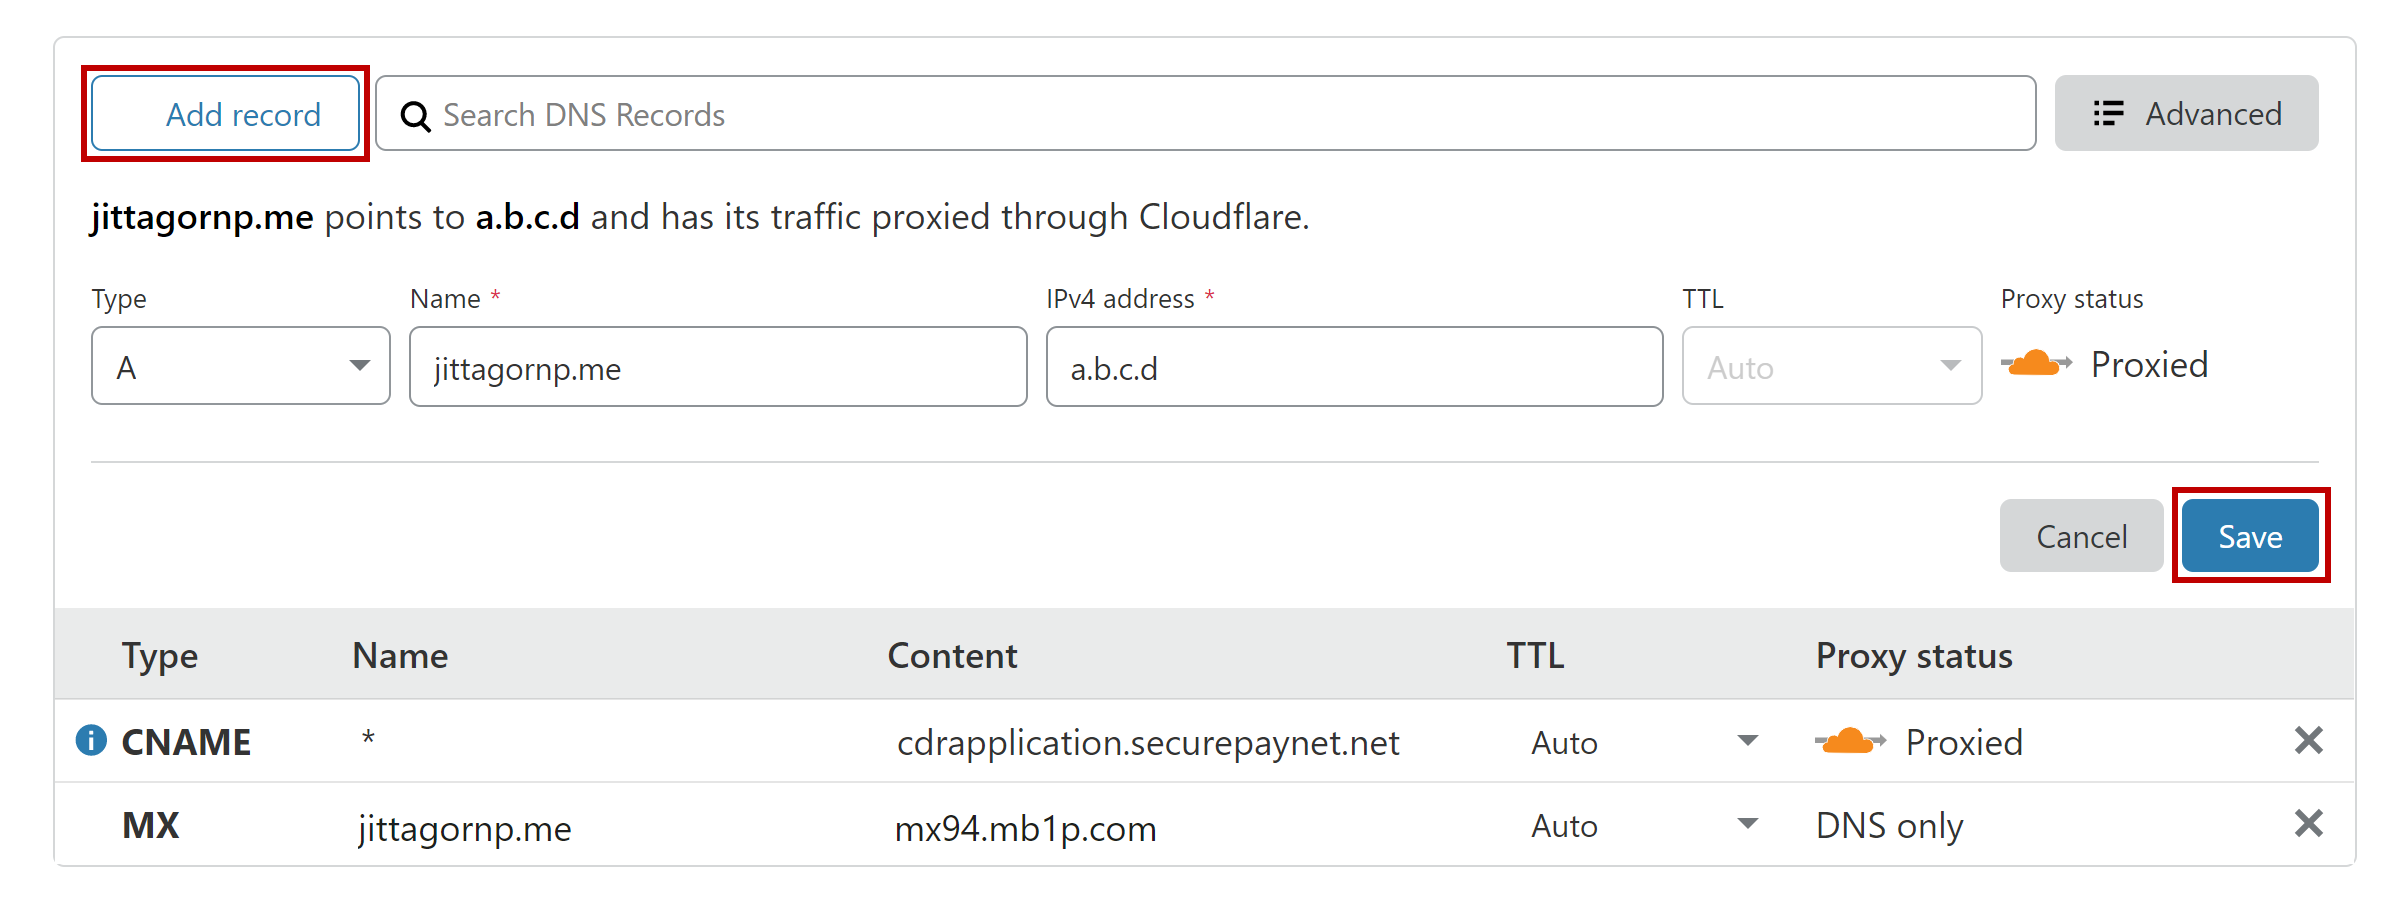 Add record Search DNS Records Advanced
jittagornp.me points to a.b.c.d and has its traffic proxied through Cloudflare.
Type Name * IPv4 address * TTL Proxy status
A jittagornp.me a.b.c.d Auto Proxied
Cancel Save
Type Name Content TTL Proxy status
CNAME * cdrapplication.securepaynet.net Auto Proxied
MX jittagornp.me mx94.mb1p.com Auto DNS only